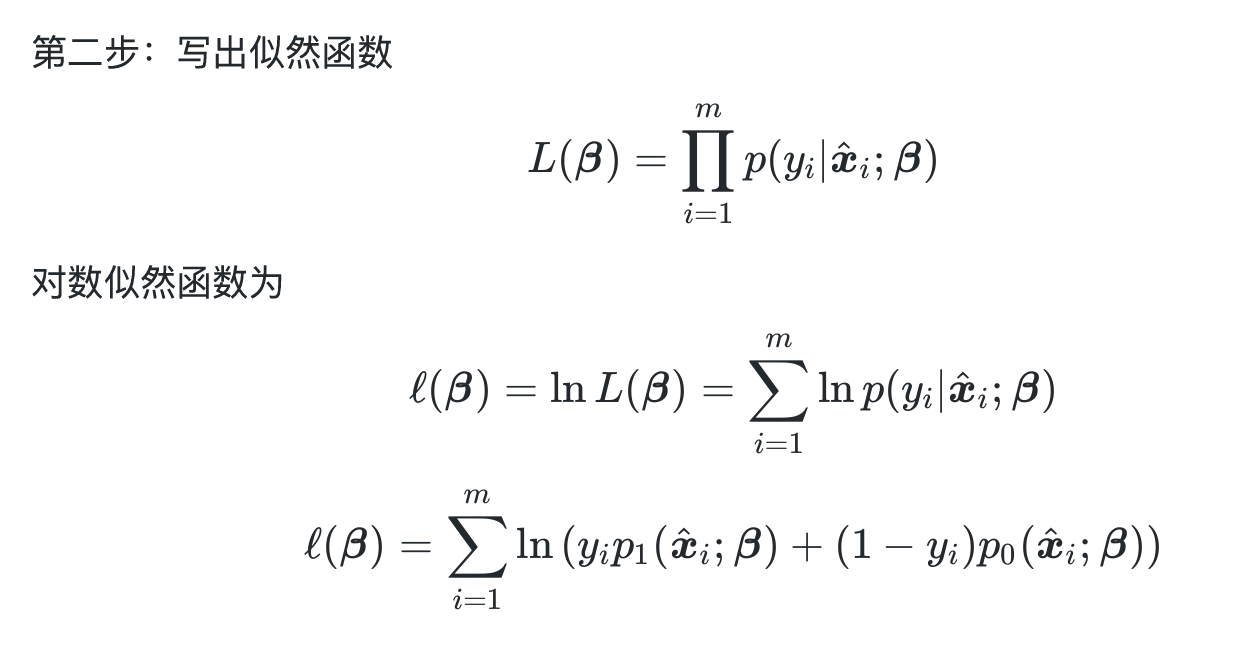 第二步：写出似然函数
$$L(\boldsymbol{\beta}) = \prod_{i=1}^{m} p(y_i|\hat{\boldsymbol{x}}_i; \boldsymbol{\beta})$$
对数似然函数为
$$\ell(\boldsymbol{\beta}) = \ln L(\boldsymbol{\beta}) = \sum_{i=1}^{m} \ln p(y_i|\hat{\boldsymbol{x}}_i; \boldsymbol{\beta})$$
$$\ell(\boldsymbol{\beta}) = \sum_{i=1}^{m} \ln \left(y_i p_1(\hat{\boldsymbol{x}}_i; \boldsymbol{\beta}) + (1 - y_i) p_0(\hat{\boldsymbol{x}}_i; \boldsymbol{\beta})\right)$$